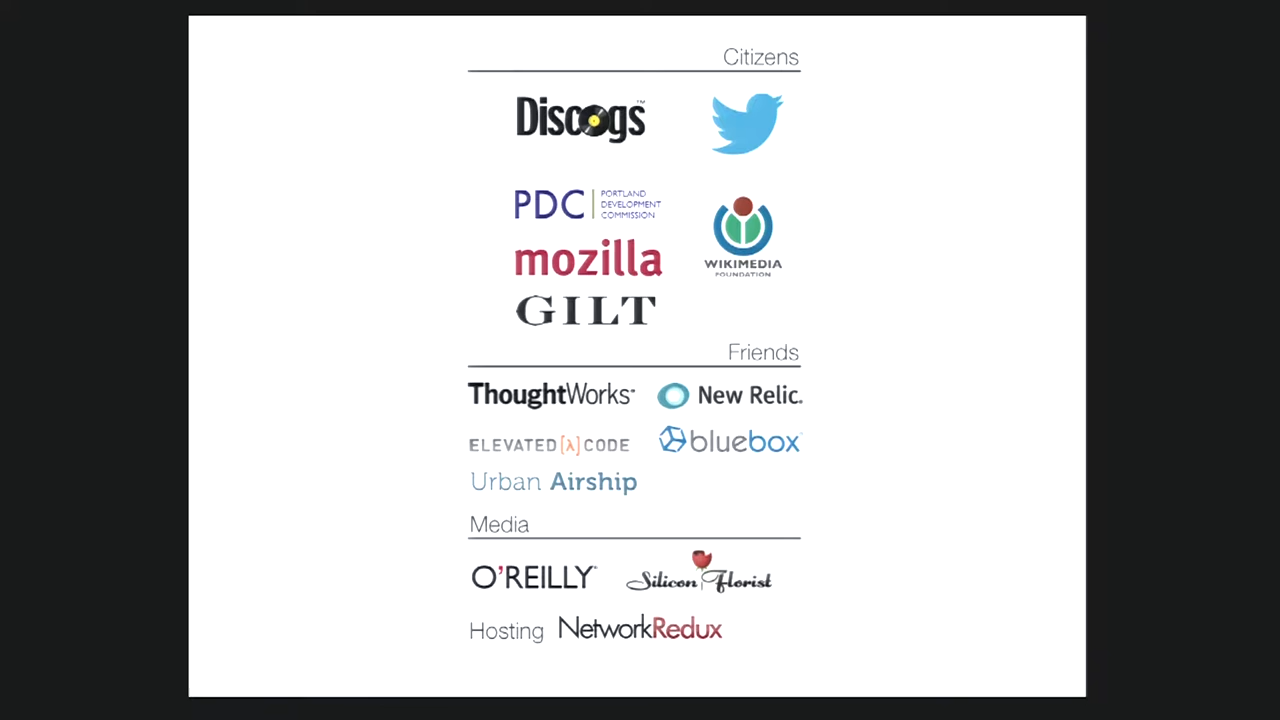 Citizens
Discogs™
PDC PORTLAND
DEVELOPMENT
COMMISSION
mozilla
WIKIMEDIA
FOUNDATION
GILT
Friends
ThoughtWorks
New Relic.
ELEVATED[λ]CODE
bluebox
Urban Airship
Media
O'REILLY
Silicon Florist
Hosting NetworkRedux